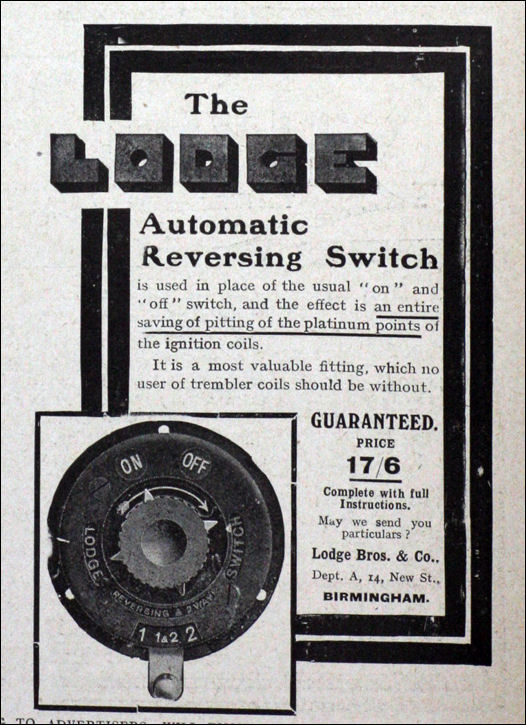 The
LODGE
Automatic
Reversing Switch
is used in place of the usual "on" and
"off" switch, and the effect is an entire
saving of pitting of the platinum points of
the ignition coils.
It is a most valuable fitting, which no
user of trembler coils should be without.
GUARANTEED.
PRICE
17/6
Complete with full
Instructions.
May we send you
particulars?
Lodge Bros. & Co.,
Dept. A, 14, New St.,
BIRMINGHAM.
ON OFF
LODGE SWITCH
REVERSING & 2 WAY
1 1&2 2
TO ADVERTISERS